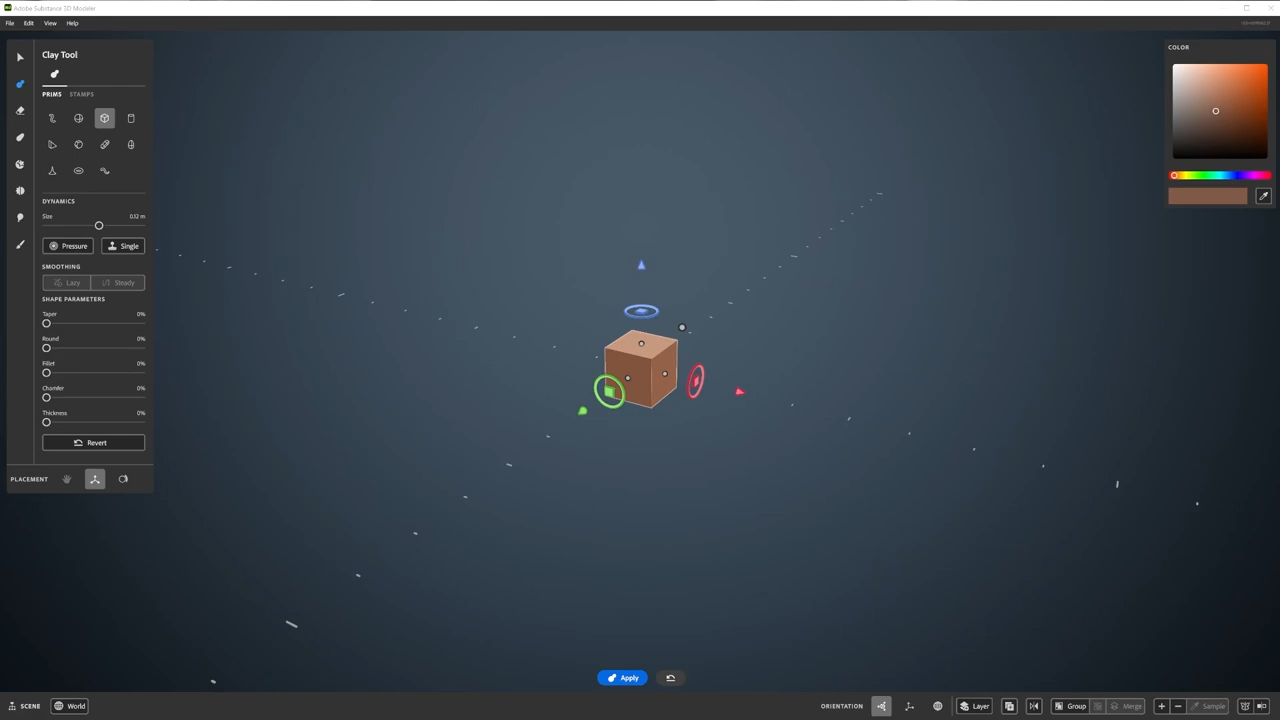 Adobe Substance 3D Modeler
File Edit View Help
Clay Tool
PRIMS STAMPS
DYNAMICS
Size 0.12 m
Pressure Single
SMOOTHING
Lazy Steady
SHAPE PARAMETERS
Taper 0%
Round 0%
Fillet 0%
Chamfer 0%
Thickness 0%
Revert
PLACEMENT
COLOR
Apply
SCENE World
ORIENTATION Layer Group Merge Sample